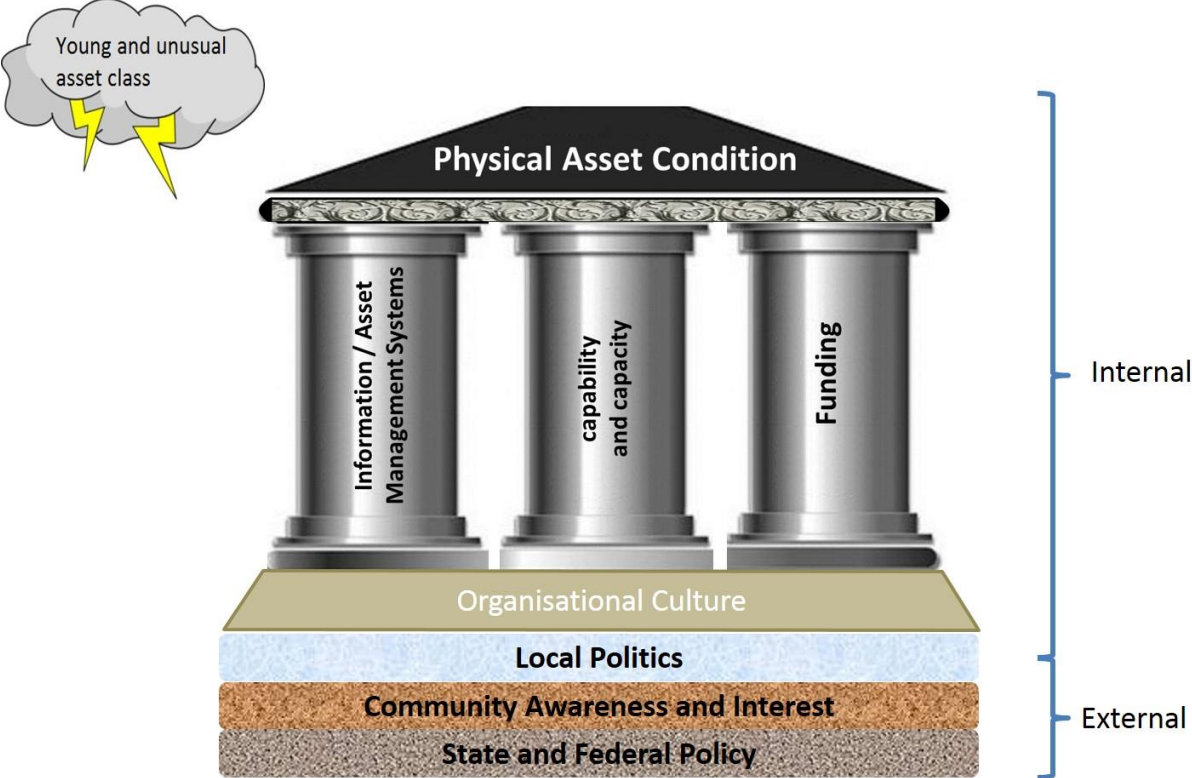 Young and unusual
asset class
Physical Asset Condition
Information / Asset
Management Systems
capability
and capacity
Funding
Internal
Organisational Culture
Local Politics
Community Awareness and Interest
External
State and Federal Policy